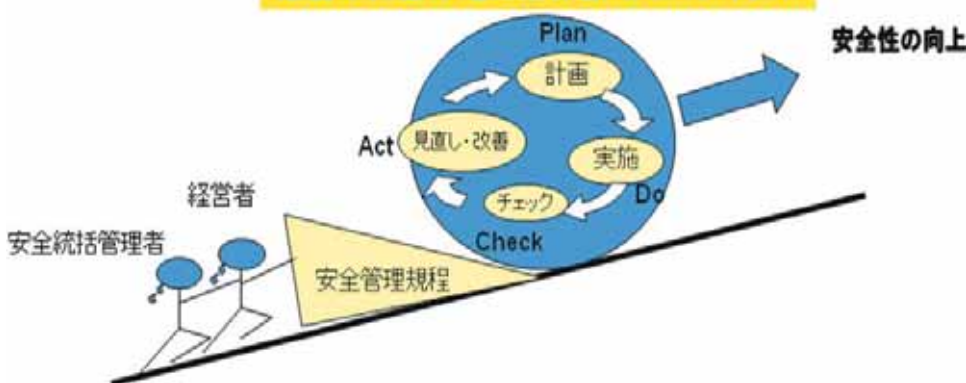 Plan
安全性の向上
計画
Act
見直し・改善
実施
Do
チェック
Check
経営者
安全統括管理者
安全管理規程